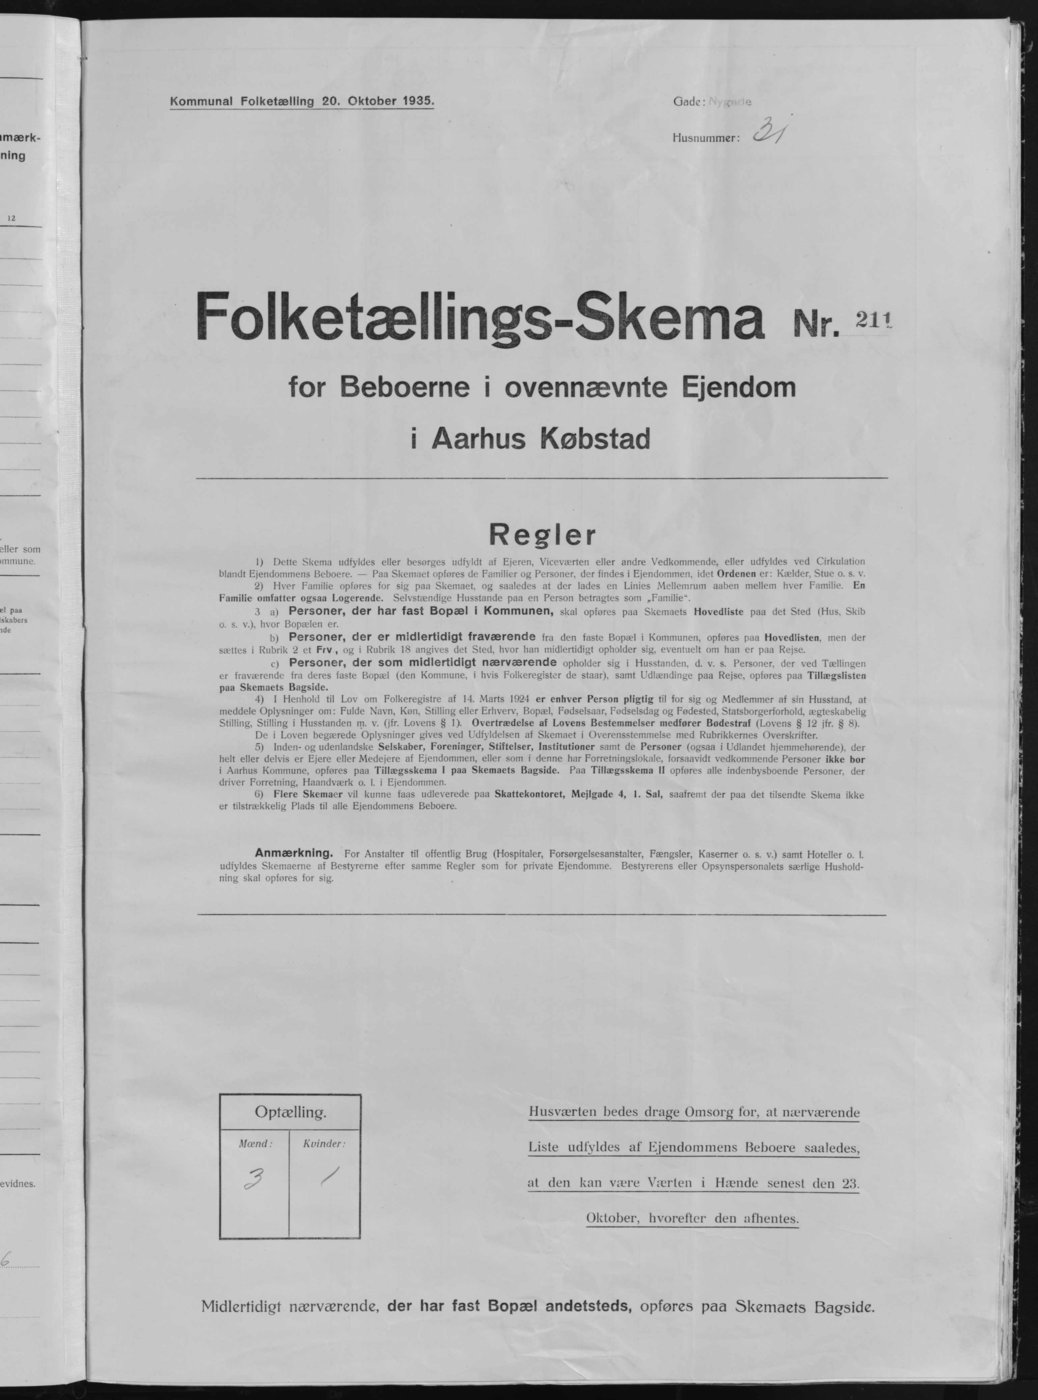 Kommunal Folketælling 20. Oktober 1935.
Gade: Nygade
Husnummer: 31
Folketællings-Skema Nr. 211
for Beboerne i ovennævnte Ejendom
i Aarhus Købstad
Regler
1) Dette Skema udfyldes eller besørges udfyldt af Ejeren, Viceværten eller andre Vedkommende, eller udfyldes ved Cirkulation
blandt Ejendommens Beboere. — Paa Skemaet opføres de Familier og Personer, der findes i Ejendommen, idet Ordenen er: Kælder, Stue o. s. v.
2) Hver Familie opføres for sig paa Skemaet, og saaledes at der lades en Linies Mellemrum aaben mellem hver Familie. En
Familie omfatter ogsaa Logerende. Selvstændige Husstande paa en Person betragtes som „Familie“.
3 a) Personer, der har fast Bopæl i Kommunen, skal opføres paa Skemaets Hovedliste paa det Sted (Hus, Skib
o. s. v.), hvor Bopælen er.
b) Personer, der er midlertidigt fraværende fra den faste Bopæl i Kommunen, opføres paa Hovedlisten, men der
sættes i Rubrik 2 et Frv, og i Rubrik 18 angives det Sted, hvor han midlertidigt opholder sig, eventuelt om han er paa Rejse.
c) Personer, der som midlertidigt nærværende opholder sig i Husstanden, d. v. s. Personer, der ved Tællingen
er fraværende fra deres faste Bopæl (den Kommune, i hvis Folkeregister de staar), samt Udlændinge paa Rejse, opføres paa Tillægslisten
paa Skemaets Bagside.
4) I Henhold til Lov om Folkeregistre af 14. Marts 1924 er enhver Person pligtig til for sig og Medlemmer af sin Husstand, at
meddele Oplysninger om: Fulde Navn, Køn, Stilling eller Erhverv, Bopæl, Fødselsaar, Fødselsdag og Fødested, Statsborgerforhold, ægteskabelig
Stilling, Stilling i Husstanden m. v. (jfr. Lovens § 1). Overtrædelse af Lovens Bestemmelser medfører Bødestraf (Lovens § 12 jfr. § 8).
De i Loven begærede Oplysninger gives ved Udfyldelsen af Skemaet i Overensstemmelse med Rubrikkernes Overskrifter.
5) Inden- og udenlandske Selskaber, Foreninger, Stiftelser, Institutioner samt de Personer (ogsaa i Udlandet hjemmehørende), der
helt eller delvis er Ejere eller Medejere af Ejendommen, eller som i denne har Forretningslokale, forsaavidt vedkommende Personer ikke bor
i Aarhus Kommune, opføres paa Tillægsskema I paa Skemaets Bagside. Paa Tillægsskema II opføres alle indenbysboende Personer, der
driver Forretning, Haandværk o. l. i Ejendommen.
6) Flere Skemaer vil kunne faas udleverede paa Skattekontoret, Mejlgade 4, 1. Sal, saafremt der paa det tilsendte Skema ikke
er tilstrækkelig Plads til alle Ejendommens Beboere.
Anmærkning. For Anstalter til offentlig Brug (Hospitaler, Forsørgelsesanstalter, Fængsler, Kaserner o. s. v.) samt Hoteller o. l.
udfyldes Skemaerne af Bestyrerne efter samme Regler som for private Ejendomme. Bestyrerens eller Opsynspersonalets særlige Hushold-
ning skal opføres for sig.
Optælling.
Mænd: Kvinder:
3 1
Husværten bedes drage Omsorg for, at nærværende
Liste udfyldes af Ejendommens Beboere saaledes,
at den kan være Værten i Hænde senest den 23.
Oktober, hvorefter den afhentes.
Midlertidigt nærværende, der har fast Bopæl andetsteds, opføres paa Skemaets Bagside.